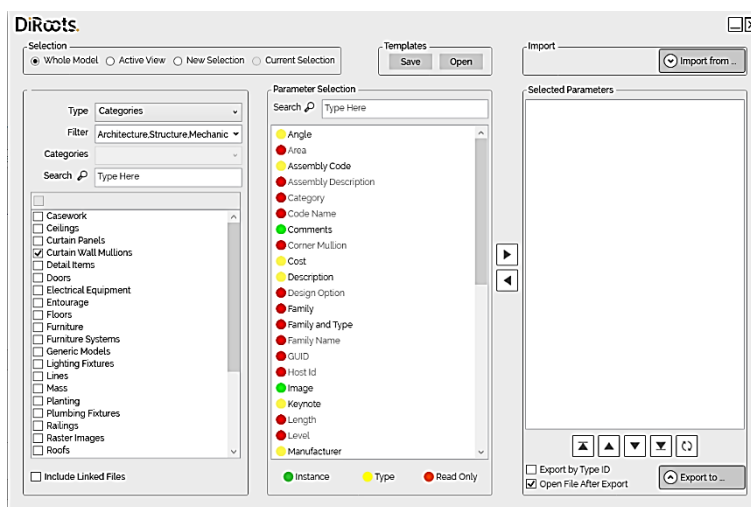 DiRoots.
Selection
Whole Model Active View New Selection Current Selection
Templates
Save Open
Import
Import from ...
Type Categories
Filter Architecture,Structure,Mechanic
Categories
Search Type Here
Casework
Ceilings
Curtain Panels
Curtain Wall Mullions
Detail Items
Doors
Electrical Equipment
Entourage
Floors
Furniture
Furniture Systems
Generic Models
Lighting Fixtures
Lines
Mass
Planting
Plumbing Fixtures
Railings
Raster Images
Roofs
Include Linked Files
Parameter Selection
Search Type Here
Angle
Area
Assembly Code
Assembly Description
Category
Code Name
Comments
Corner Mullion
Cost
Description
Design Option
Family
Family and Type
Family Name
GUID
Host Id
Image
Keynote
Length
Level
Manufacturer
Instance Type Read Only
Selected Parameters
Export by Type ID
Open File After Export
Export to ...